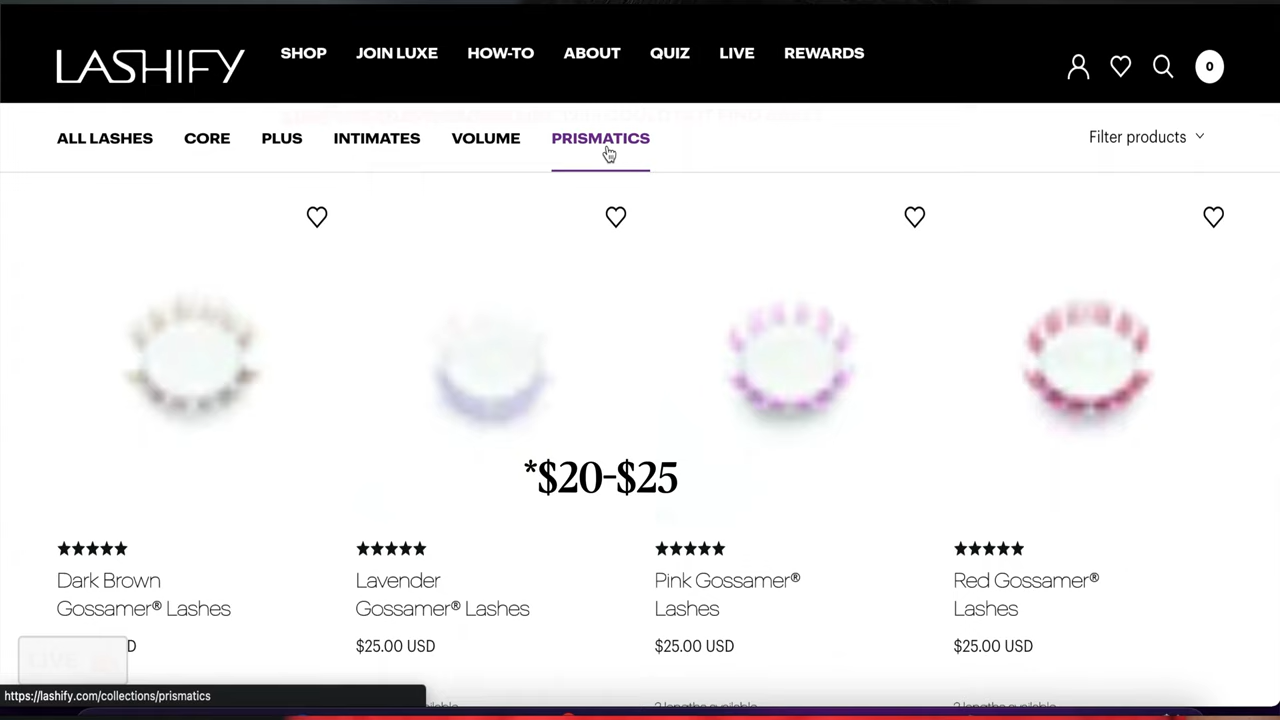 LASHIFY
SHOP JOIN LUXE HOW-TO ABOUT QUIZ LIVE REWARDS
0
ALL LASHES CORE PLUS INTIMATES VOLUME PRISMATICS
Filter products
*$20-$25
Dark Brown
Gossamer® Lashes
D
Lavender
Gossamer® Lashes
$25.00 USD
Pink Gossamer®
Lashes
$25.00 USD
Red Gossamer®
Lashes
$25.00 USD
LIVE
https://lashify.com/collections/prismatics